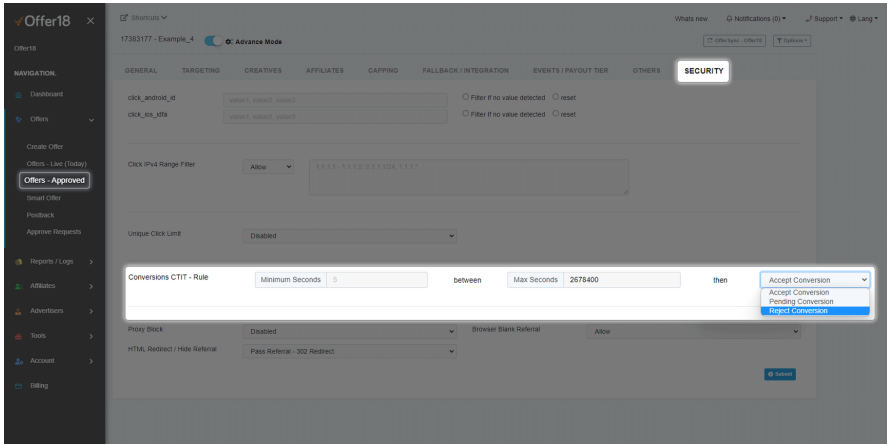 Offer18 ×
Shortcuts
Whats new Notifications (0) Support Lang
Offer18
17383177 - Example_4 Advance Mode
OfferSync - Offer18 Options
NAVIGATION.
Dashboard
Offers
Create Offer
Offers - Live (Today)
Offers - Approved
Smart Offer
Postback
Approve Requests
Reports / Logs
Affiliates
Advertisers
Tools
Account
Billing
GENERAL TARGETING CREATIVES AFFILIATES CAPPING FALLBACK / INTEGRATION EVENTS / PAYOUT TIER OTHERS SECURITY
click_android_id value1, value2, value3 Filter if no value detected reset
click_ios_idfa value1, value2, value3 Filter if no value detected reset
Click IPv4 Range Filter Allow
Unique Click Limit Disabled
Conversions CTIT - Rule Minimum Seconds 5 between Max Seconds 2678400 then Accept Conversion
Accept Conversion
Pending Conversion
Reject Conversion
Proxy Block Disabled Browser Blank Referral Allow
HTML Redirect / Hide Referral Pass Referral - 302 Redirect
Submit